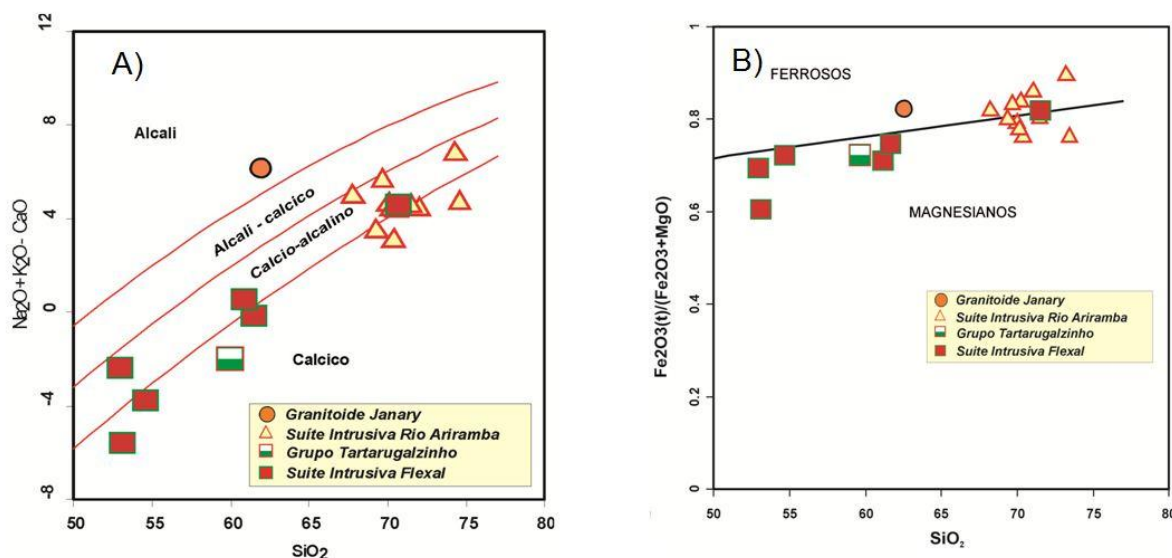 A)
12
8
4
0
-4
-8
Na2O+K2O- CaO
Alcali
Alcali - calcico
Calcio-alcalino
Calcico
Granitoide Janary
Suíte Intrusiva Rio Ariramba
Grupo Tartarugalzinho
Suite Intrusiva Flexal
50 55 60 65 70 75 80
SiO2
B)
1
0.8
0.6
0.4
0.2
0
Fe2O3(t)/(Fe2O3+MgO)
FERROSOS
MAGNESIANOS
Granitoide Janary
Suíte Intrusiva Rio Ariramba
Grupo Tartarugalzinho
Suite Intrusiva Flexal
50 55 60 65 70 75 80
SiO2